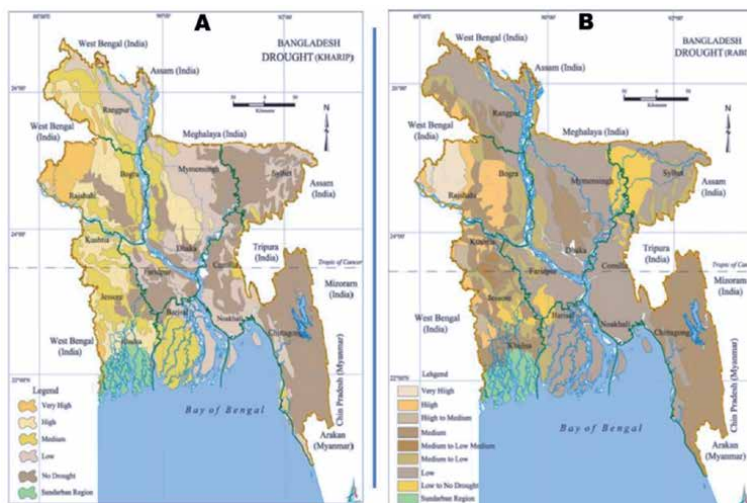 A
BANGLADESH
DROUGHT (KHARIP)
West Bengal (India)
Assam (India)
Rangpur
Meghalaya (India)
West Bengal
(India)
N
Bogra
Mymensingh
Sylhet
Rajshahi
Assam
(India)
Kushtia
Dhaka
Tripura
(India)
Tropic of Cancer
Faridpur
Comilla
Mizoram
(India)
Jessore
Barisal
Noakhali
Chittagong
West Bengal
(India)
Khulna
Chin Pradesh (Myanmar)
Bay of Bengal
Arakan
(Myanmar)
Legend
Very High
High
Medium
Low
No Drought
Sundarban Region
B
BANGLADESH
DROUGHT (RABI
West Bengal (India)
Assam (India)
Rangpur
Meghalaya (India)
West Bengal
(India)
N
Bogra
Mymensingh
Sylhet
Rajshahi
Assam
(India)
Kushtia
Dhaka
Tripura
(India)
Tropic of Cancer
Faridpur
Comilla
Mizoram
(India)
Jessore
Barisal
Noakhali
Chittagong
West Bengal
(India)
Khulna
Chin Pradesh (Myanmar)
Bay of Bengal
Arakan
(Myanmar)
Very High
High
High to Medium
Medium
Medium to Low Medium
Medium to Low
Low
Low to No Drought
Sundarban Region